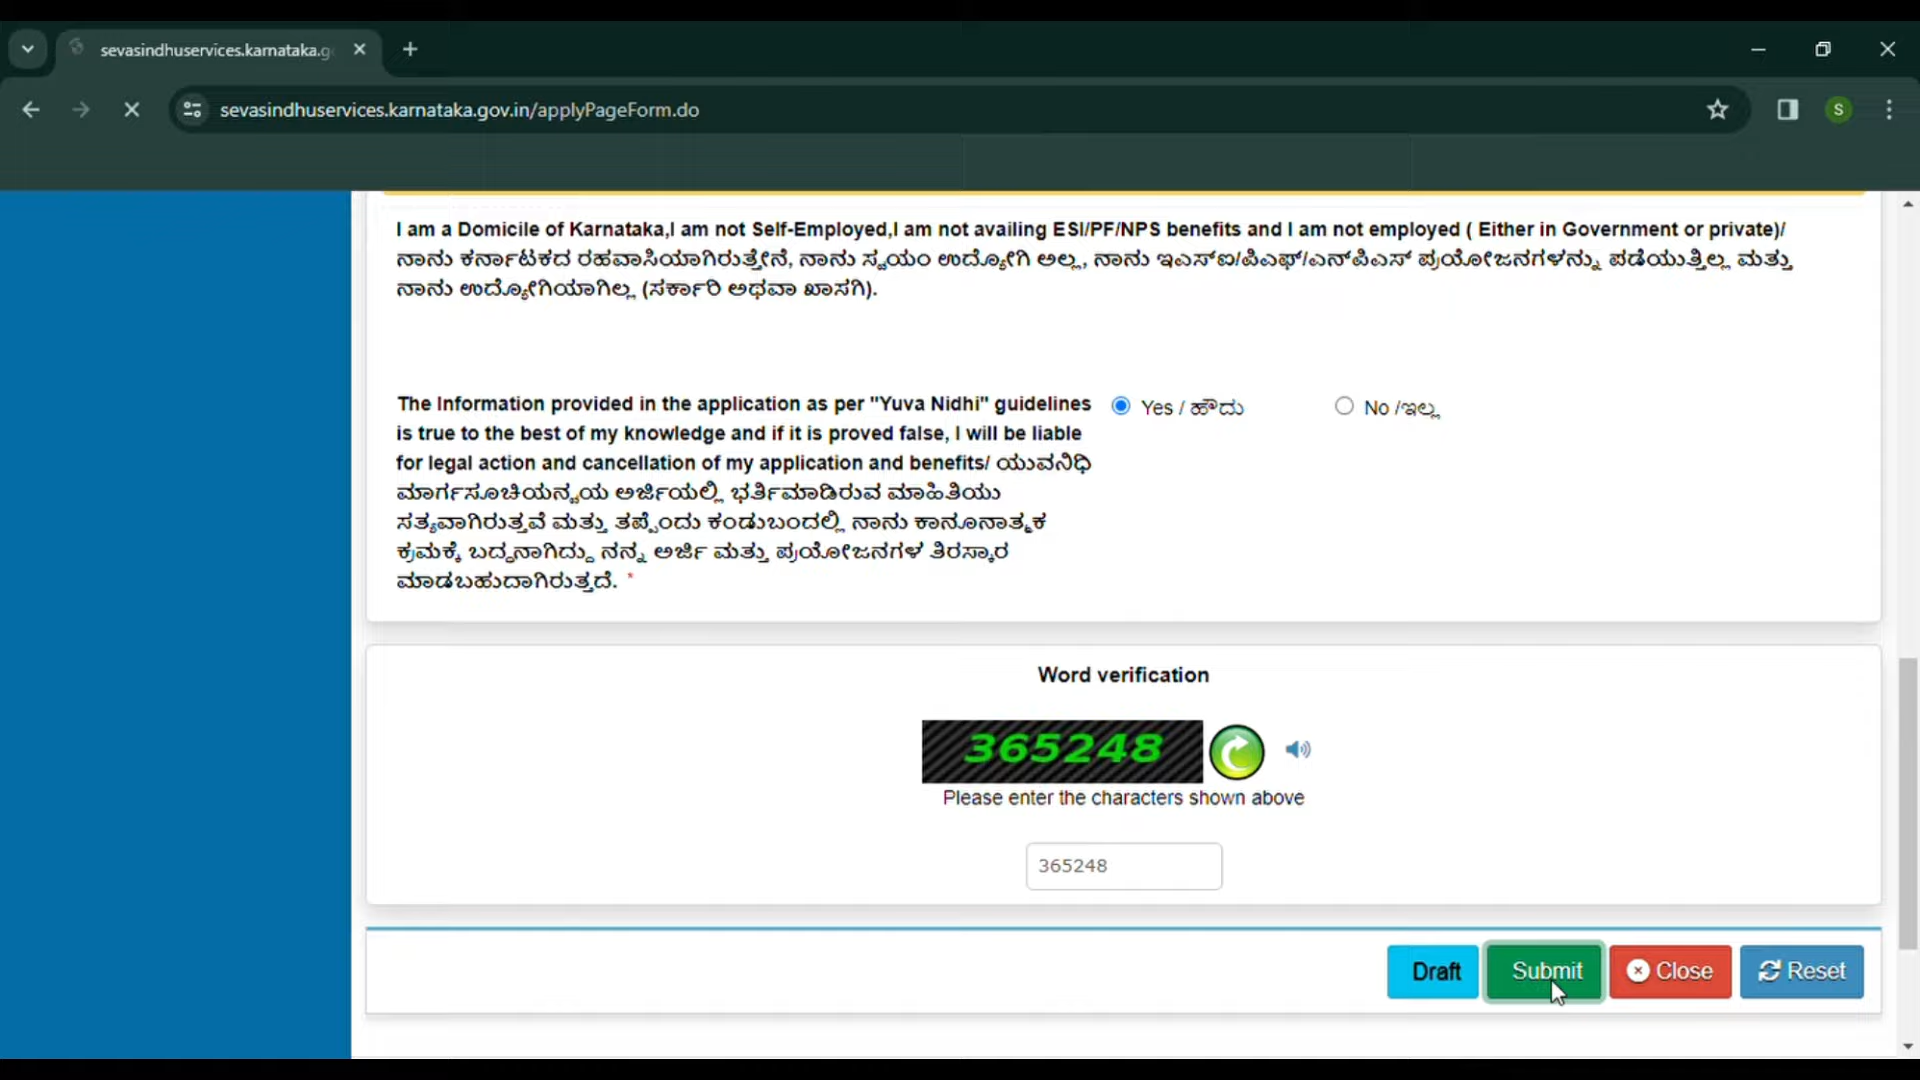 sevasindhuservices.karnataka.g
sevasindhuservices.karnataka.gov.in/applyPageForm.do
S
I am a Domicile of Karnataka,I am not Self-Employed,I am not availing ESI/PF/NPS benefits and I am not employed ( Either in Government or private)/
ನಾನು ಕರ್ನಾಟಕದ ರಹವಾಸಿಯಾಗಿರುತ್ತೇನೆ, ನಾನು ಸ್ವಯಂ ಉದ್ಯೋಗಿ ಅಲ್ಲ, ನಾನು ಇಎಸ್ಐ/ಪಿಎಫ್/ಎನ್‌ಪಿಎಸ್ ಪ್ರಯೋಜನಗಳನ್ನು ಪಡೆಯುತ್ತಿಲ್ಲ ಮತ್ತು
ನಾನು ಉದ್ಯೋಗಿಯಾಗಿಲ್ಲ (ಸರ್ಕಾರಿ ಅಥವಾ ಖಾಸಗಿ).
The Information provided in the application as per "Yuva Nidhi" guidelines
is true to the best of my knowledge and if it is proved false, I will be liable
for legal action and cancellation of my application and benefits/ ಯುವನಿಧಿ
ಮಾರ್ಗಸೂಚಿಯನ್ವಯ ಅರ್ಜಿಯಲ್ಲಿ ಭರ್ತಿಮಾಡಿರುವ ಮಾಹಿತಿಯು
ಸತ್ಯವಾಗಿರುತ್ತವೆ ಮತ್ತು ತಪ್ಪೆಂದು ಕಂಡುಬಂದಲ್ಲಿ ನಾನು ಕಾನೂನಾತ್ಮಕ
ಕ್ರಮಕ್ಕೆ ಬದ್ಧನಾಗಿದ್ದು ನನ್ನ ಅರ್ಜಿ ಮತ್ತು ಪ್ರಯೋಜನಗಳ ತಿರಸ್ಕಾರ
ಮಾಡಬಹುದಾಗಿರುತ್ತದೆ. *
Yes / ಹೌದು
No /ಇಲ್ಲ
Word verification
365248
Please enter the characters shown above
365248
Draft
Submit
Close
Reset